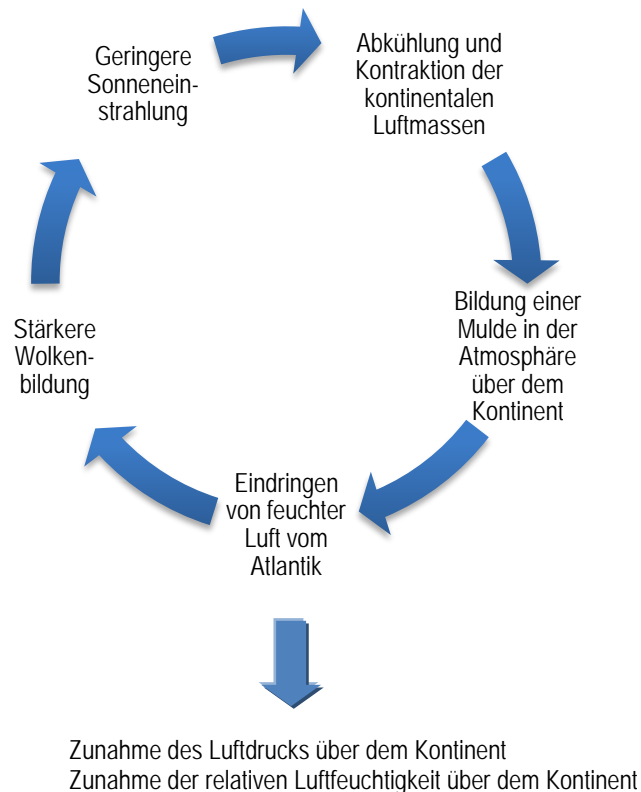 Geringere
Sonnenein-
strahlung
Abkühlung und
Kontraktion der
kontinentalen
Luftmassen
Bildung einer
Mulde in der
Atmosphäre
über dem
Kontinent
Eindringen
von feuchter
Luft vom
Atlantik
Stärkere
Wolken-
bildung
Zunahme des Luftdrucks über dem Kontinent
Zunahme der relativen Luftfeuchtigkeit über dem Kontinent